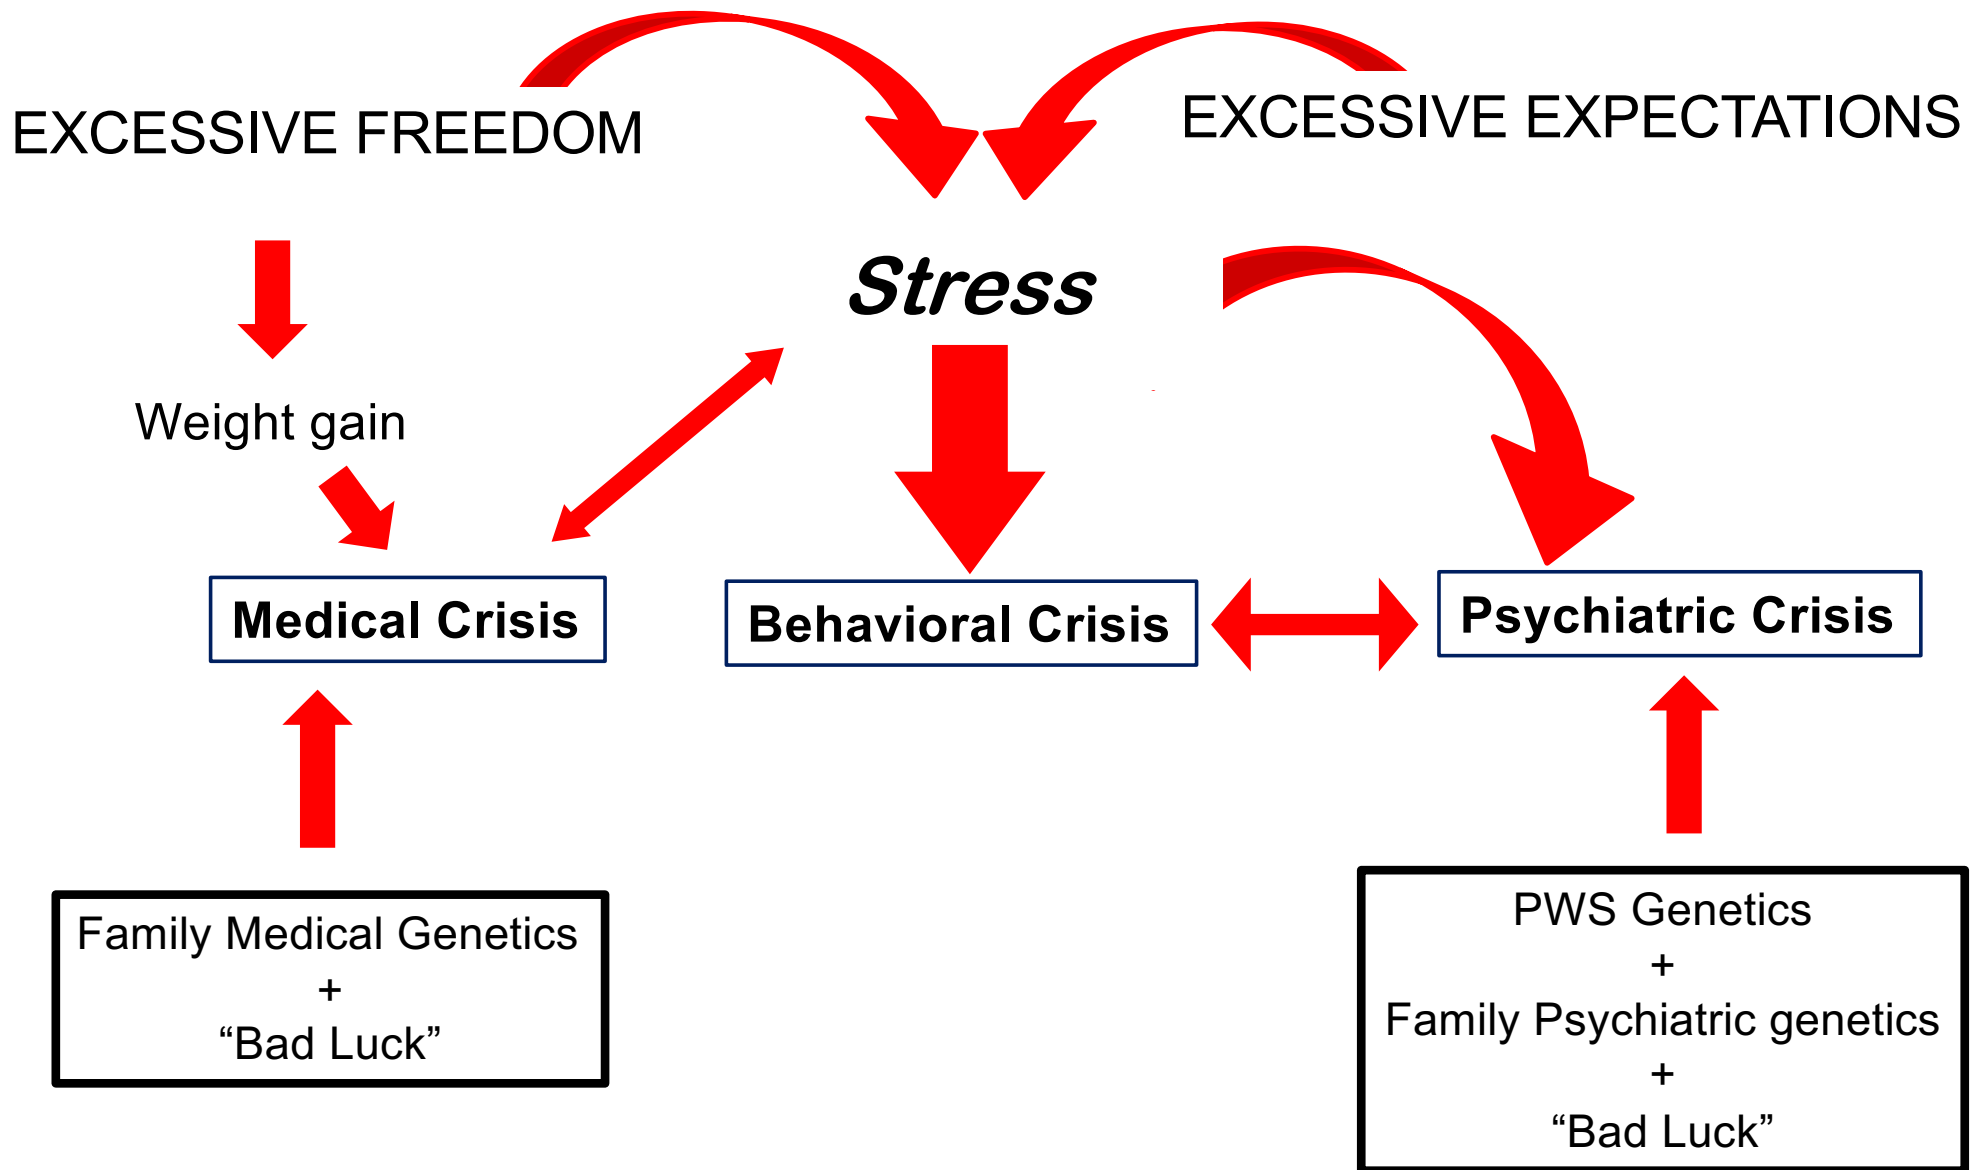 EXCESSIVE FREEDOM
EXCESSIVE EXPECTATIONS
Stress
Weight gain
Medical Crisis
Behavioral Crisis
Psychiatric Crisis
Family Medical Genetics
+
“Bad Luck”
PWS Genetics
+
Family Psychiatric genetics
+
“Bad Luck”